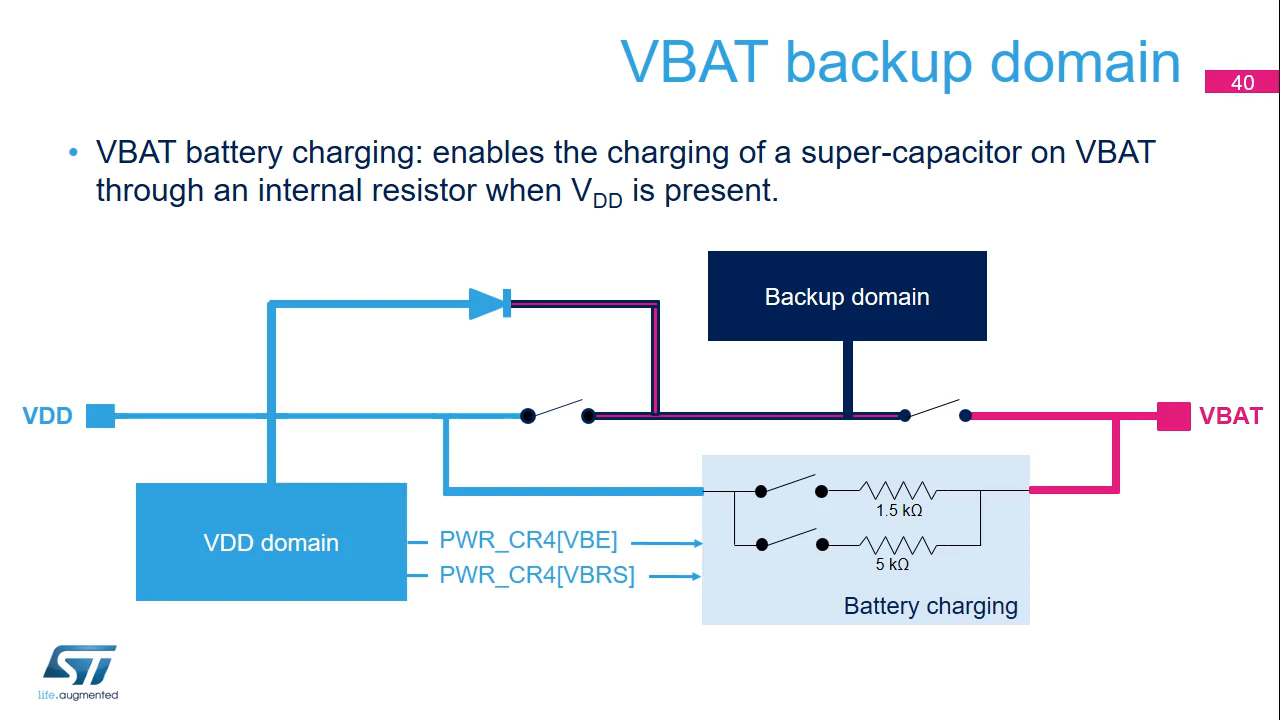 VBAT backup domain
40
• VBAT battery charging: enables the charging of a super-capacitor on VBAT
through an internal resistor when VDD is present.
Backup domain
VDD
VBAT
1.5 kΩ
VDD domain
PWR_CR4[VBE]
5 kΩ
PWR_CR4[VBRS]
Battery charging
ST
life.augmented